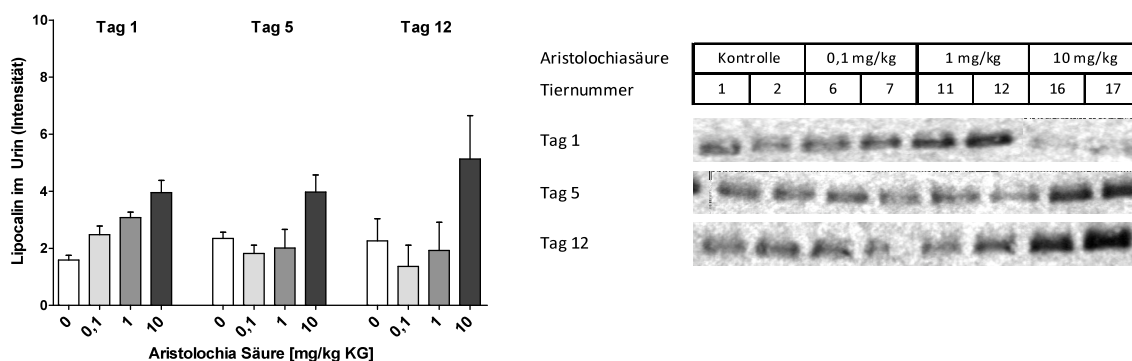 Lipocalin im Urin (Intensität)
10
8
6
4
2
0
Tag 1 Tag 5 Tag 12
0 0,1 1 10 0 0,1 1 10 0 0,1 1 10
Aristolochia Säure [mg/kg KG]
Aristolochiasäure Kontrolle 0,1 mg/kg 1 mg/kg 10 mg/kg
Tiernummer 1 2 6 7 11 12 16 17
Tag 1
Tag 5
Tag 12